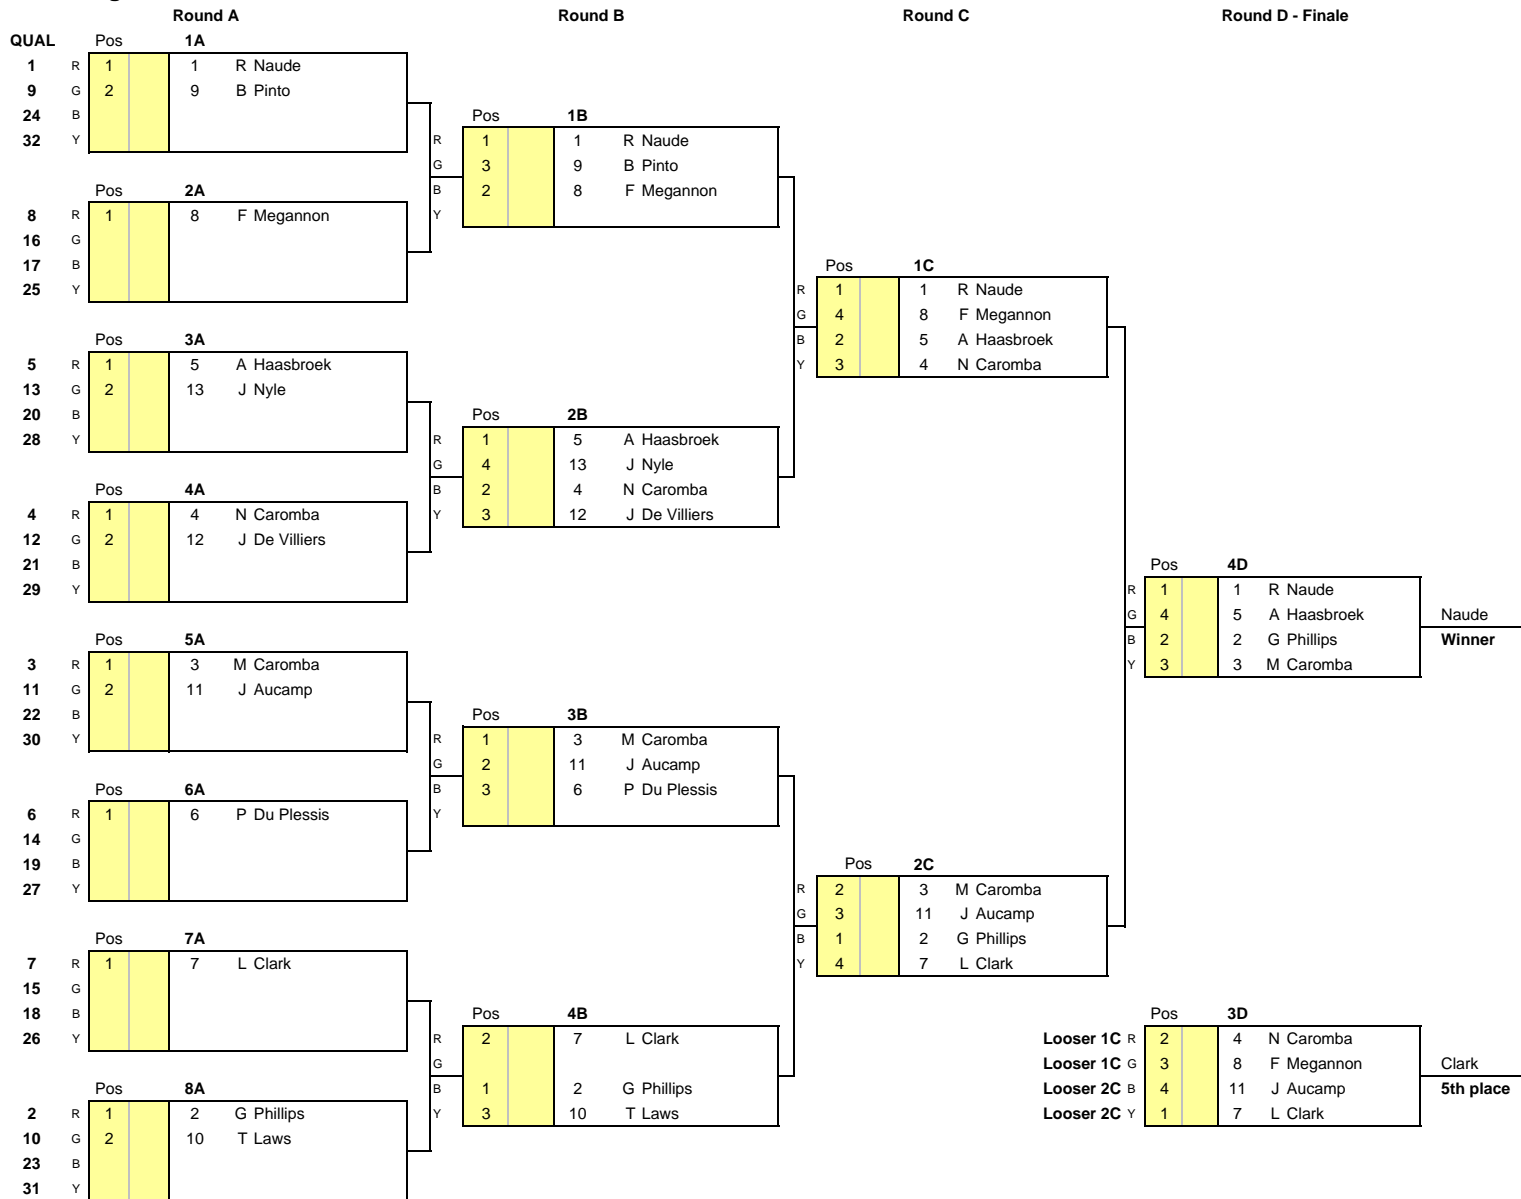 Round A Round B Round C Round D - Finale
QUAL Pos 1A
1 R 1 1 R Naude
9 G 2 9 B Pinto
24 B
32 Y
Pos 2A
8 R 1 8 F Megannon
16 G
17 B
25 Y
Pos 3A
5 R 1 5 A Haasbroek
13 G 2 13 J Nyle
20 B
28 Y
Pos 4A
4 R 1 4 N Caromba
12 G 2 12 J De Villiers
21 B
29 Y
Pos 5A
3 R 1 3 M Caromba
11 G 2 11 J Aucamp
22 B
30 Y
Pos 6A
6 R 1 6 P Du Plessis
14 G
19 B
27 Y
Pos 7A
7 R 1 7 L Clark
15 G
18 B
26 Y
Pos 8A
2 R 1 2 G Phillips
10 G 2 10 T Laws
23 B
31 Y
Pos 1B
R 1 1 R Naude
G 3 9 B Pinto
B 2 8 F Megannon
Y
Pos 2B
R 1 5 A Haasbroek
G 4 13 J Nyle
B 2 4 N Caromba
Y 3 12 J De Villiers
Pos 3B
R 1 3 M Caromba
G 2 11 J Aucamp
B 3 6 P Du Plessis
Y
Pos 4B
R 2 7 L Clark
G
B 1 2 G Phillips
Y 3 10 T Laws
Pos 1C
R 1 1 R Naude
G 4 8 F Megannon
B 2 5 A Haasbroek
Y 3 4 N Caromba
Pos 2C
R 2 3 M Caromba
G 3 11 J Aucamp
B 1 2 G Phillips
Y 4 7 L Clark
Pos 4D
R 1 1 R Naude
G 4 5 A Haasbroek Naude
B 2 2 G Phillips Winner
Y 3 3 M Caromba
Pos 3D
Looser 1C R 2 4 N Caromba
Looser 1C G 3 8 F Megannon Clark
Looser 2C B 4 11 J Aucamp 5th place
Looser 2C Y 1 7 L Clark